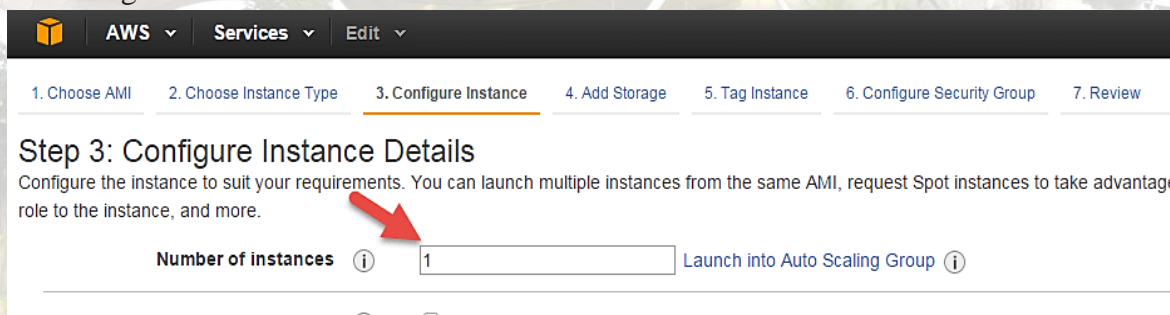 AWS Services Edit
1. Choose AMI 2. Choose Instance Type 3. Configure Instance 4. Add Storage 5. Tag Instance 6. Configure Security Group 7. Review
Step 3: Configure Instance Details
Configure the instance to suit your requirements. You can launch multiple instances from the same AMI, request Spot instances to take advantage
role to the instance, and more.
Number of instances i 1 Launch into Auto Scaling Group i